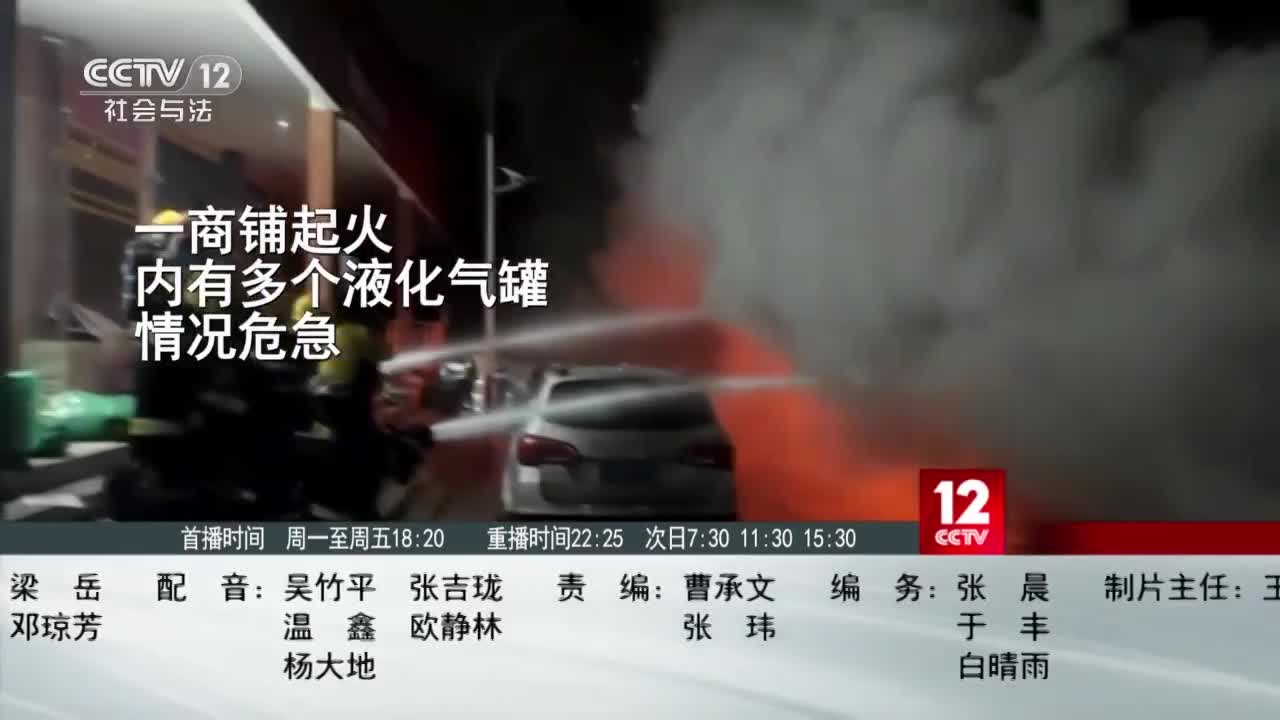 CCTV 12
社会与法
一商铺起火
内有多个液化气罐
情况危急
首播时间 周一至周五18:20 重播时间22:25 次日7:30 11:30 15:30
12
CCTV
梁 岳 配 音: 吴竹平 张吉珑 责 编: 曹承文 编 务: 张 晨 制片主任:
邓琼芳 温 鑫 欧静林 张 玮 于 丰
杨大地 白晴雨